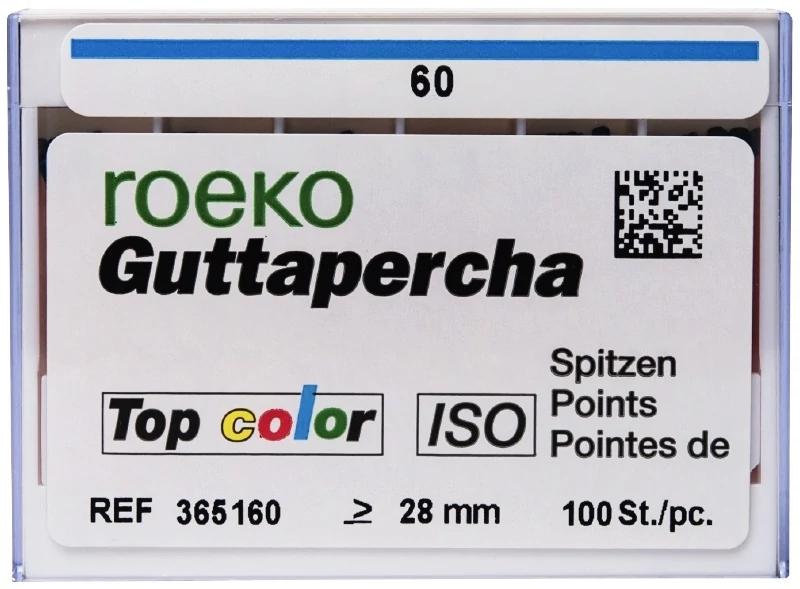 60
roeko
Guttapercha
Top color
ISO
Spitzen
Points
Pointes de
REF 365160 ≥ 28 mm 100 St./pc.